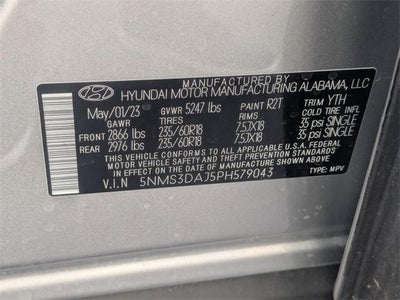 MANUFACTURED BY
HYUNDAI MOTOR MANUFACTURING ALABAMA, LLC
May/01/23 GVWR 5247 lbs PAINT R2T TRIM YTH
GAWR TIRES RIMS COLD TIRE INFL
FRONT 2866 lbs 235/60R18 7.5JX18 35 psi SINGLE
REAR 2976 lbs 235/60R18 7.5JX18 35 psi SINGLE
THIS VEHICLE CONFORMS TO ALL APPLICABLE U.S.A. FEDERAL
MOTOR VEHICLE SAFETY STANDARDS IN EFFECT ON THE DATE OF
MANUFACTURE SHOWN ABOVE.
V.I.N 5NMS3DAJ5PH579043 TYPE: MPV